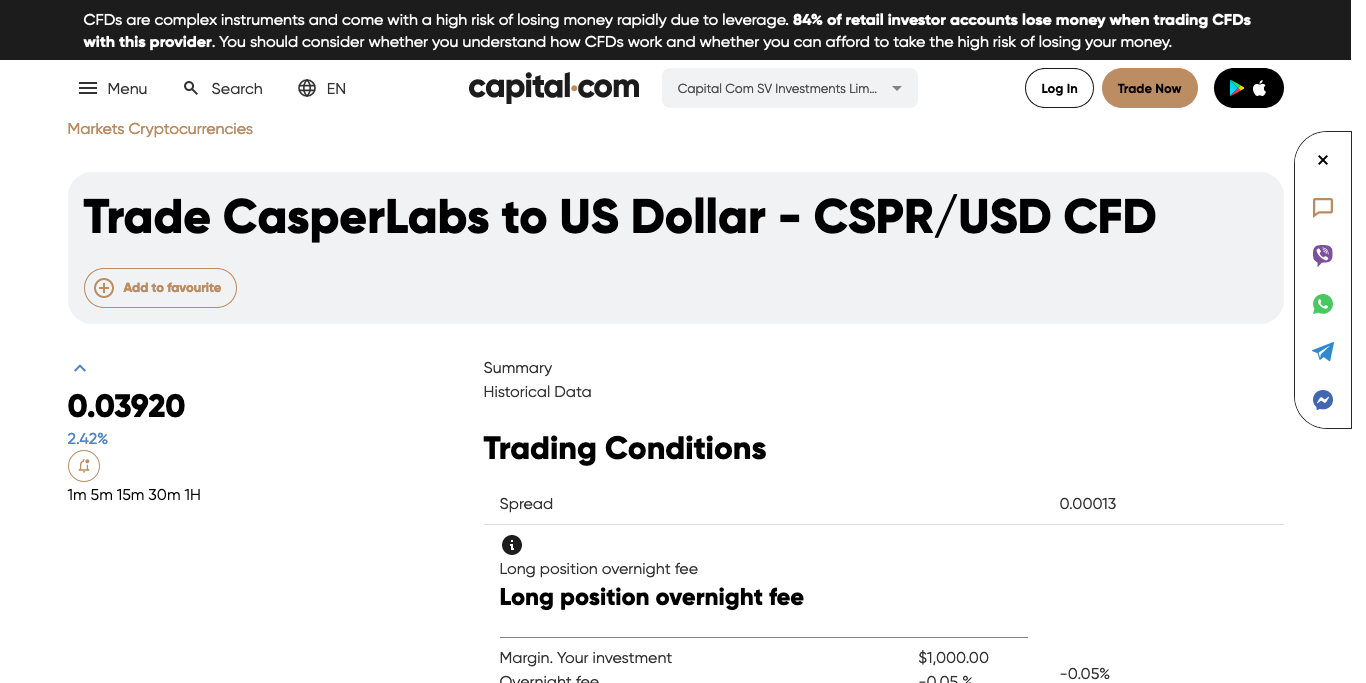 CFDs are complex instruments and come with a high risk of losing money rapidly due to leverage. 84% of retail investor accounts lose money when trading CFDs
with this provider. You should consider whether you understand how CFDs work and whether you can afford to take the high risk of losing your money.
Menu Search EN capital.com Capital Com SV Investments Lim... Log In Trade Now
Markets Cryptocurrencies
Trade CasperLabs to US Dollar - CSPR/USD CFD
Add to favourite
0.03920
2.42%
1m 5m 15m 30m 1H
Summary
Historical Data
Trading Conditions
Spread 0.00013
Long position overnight fee
Long position overnight fee
Margin. Your investment $1,000.00
Overnight fee -0.05 %
-0.05%